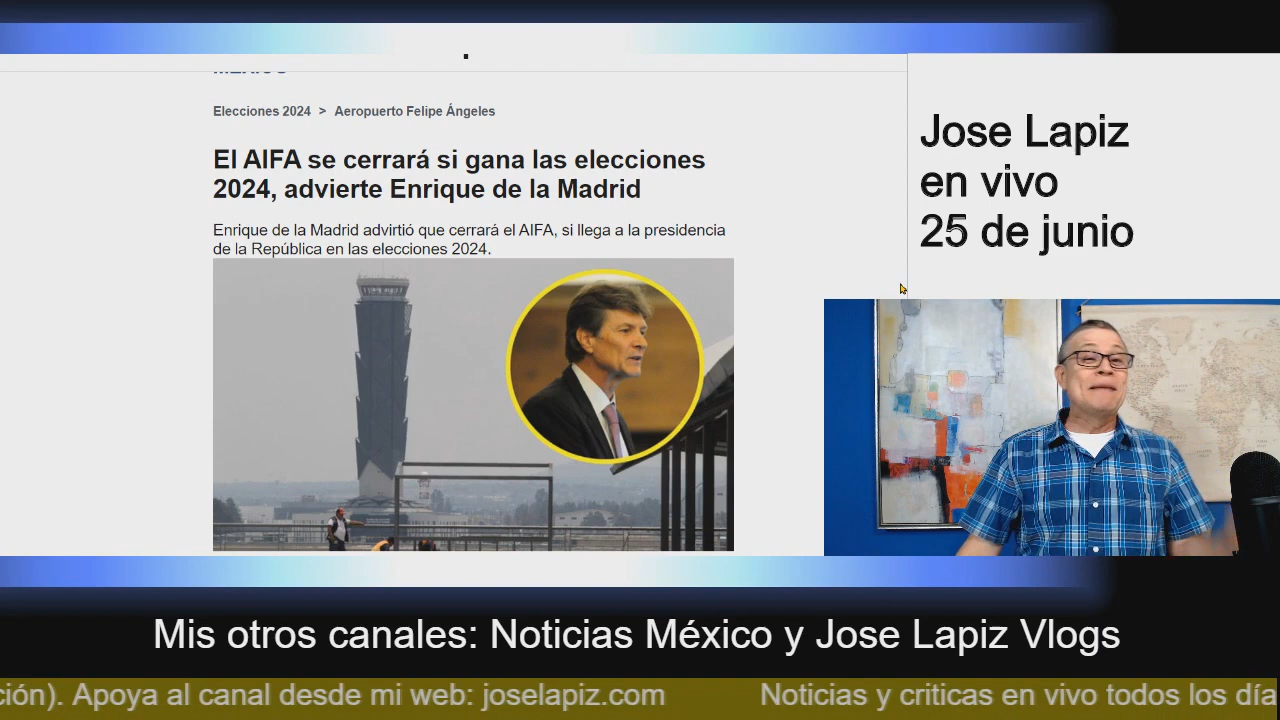 MÉXICO
Elecciones 2024 > Aeropuerto Felipe Ángeles
El AIFA se cerrará si gana las elecciones
2024, advierte Enrique de la Madrid
Enrique de la Madrid advirtió que cerrará el AIFA, si llega a la presidencia
de la República en las elecciones 2024.
Jose Lapiz
en vivo
25 de junio
Mis otros canales: Noticias México y Jose Lapiz Vlogs
ción). Apoya al canal desde mi web: joselapiz.com Noticias y criticas en vivo todos los día